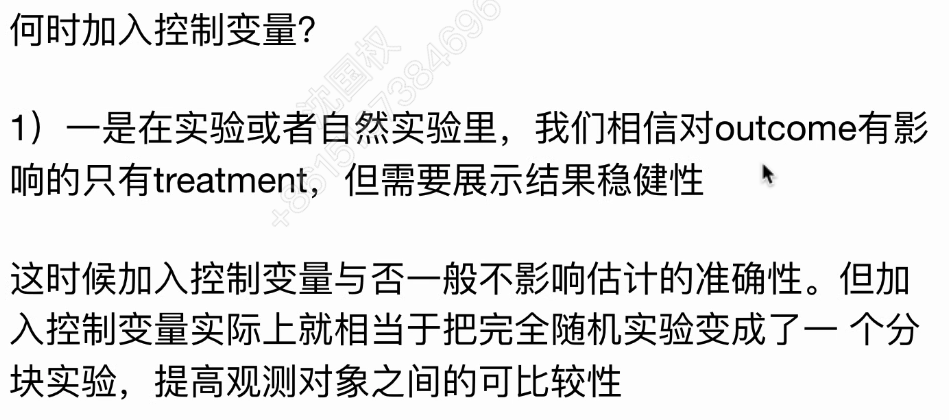 何时加入控制变量?
1）一是在实验或者自然实验里，我们相信对outcome有影
响的只有treatment，但需要展示结果稳健性
这时候加入控制变量与否一般不影响估计的准确性。但加
入控制变量实际上就相当于把完全随机实验变成了一 个分
块实验，提高观测对象之间的可比较性
沈国权